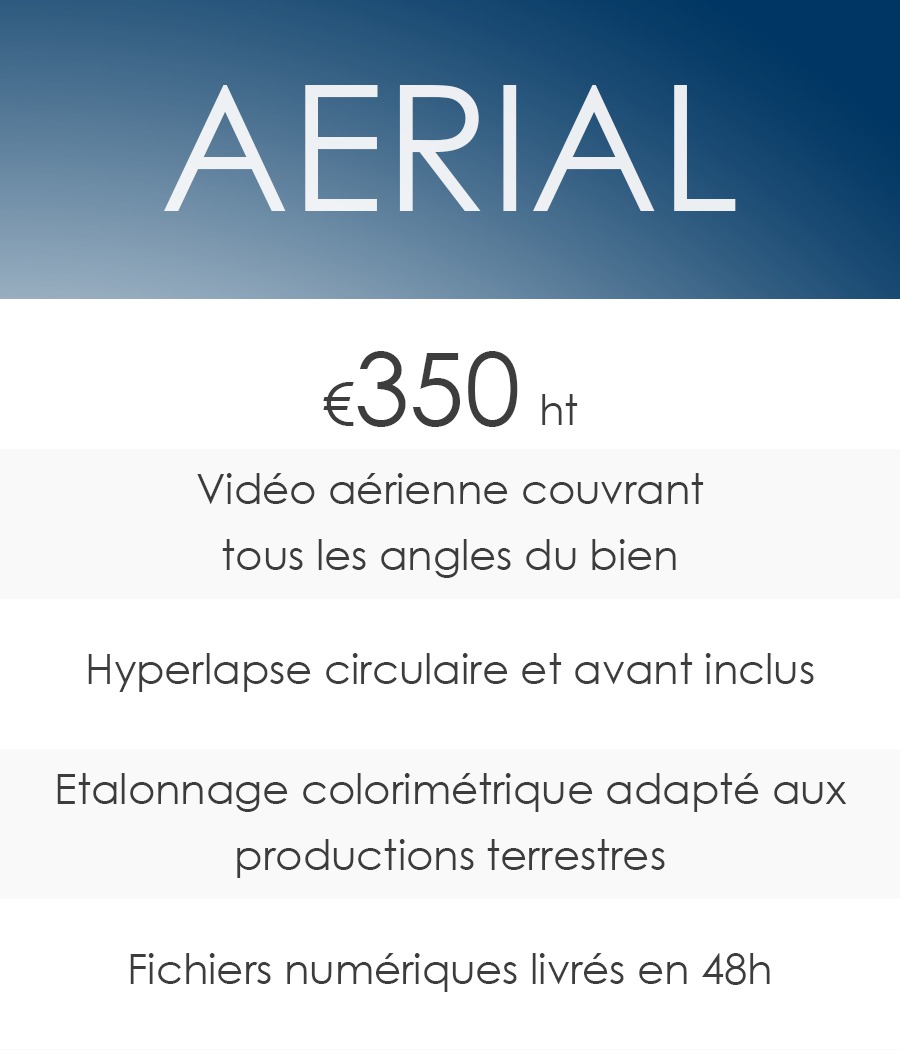 AERIAL
€350 ht
Vidéo aérienne couvrant
tous les angles du bien
Hyperlapse circulaire et avant inclus
Etalonnage colorimétrique adapté aux
productions terrestres
Fichiers numériques livrés en 48h